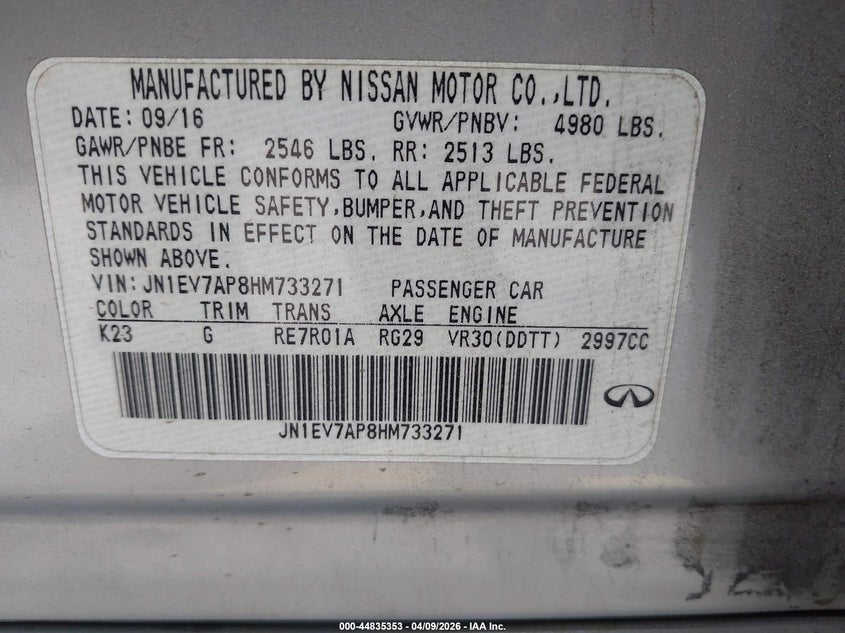 MANUFACTURED BY NISSAN MOTOR CO.,LTD.
DATE: 09/16 GVWR/PNBV: 4980 LBS.
GAWR/PNBE FR: 2546 LBS. RR: 2513 LBS.
THIS VEHICLE CONFORMS TO ALL APPLICABLE FEDERAL
MOTOR VEHICLE SAFETY,BUMPER,AND THEFT PREVENTION
STANDARDS IN EFFECT ON THE DATE OF MANUFACTURE
SHOWN ABOVE.
VIN: JN1EV7AP8HM733271 PASSENGER CAR
COLOR TRIM TRANS AXLE ENGINE
K23 G RE7R01A RG29 VR30(DDTT) 2997CC
JN1EV7AP8HM733271
000-44835353 - 04/09/2026 - IAA Inc.